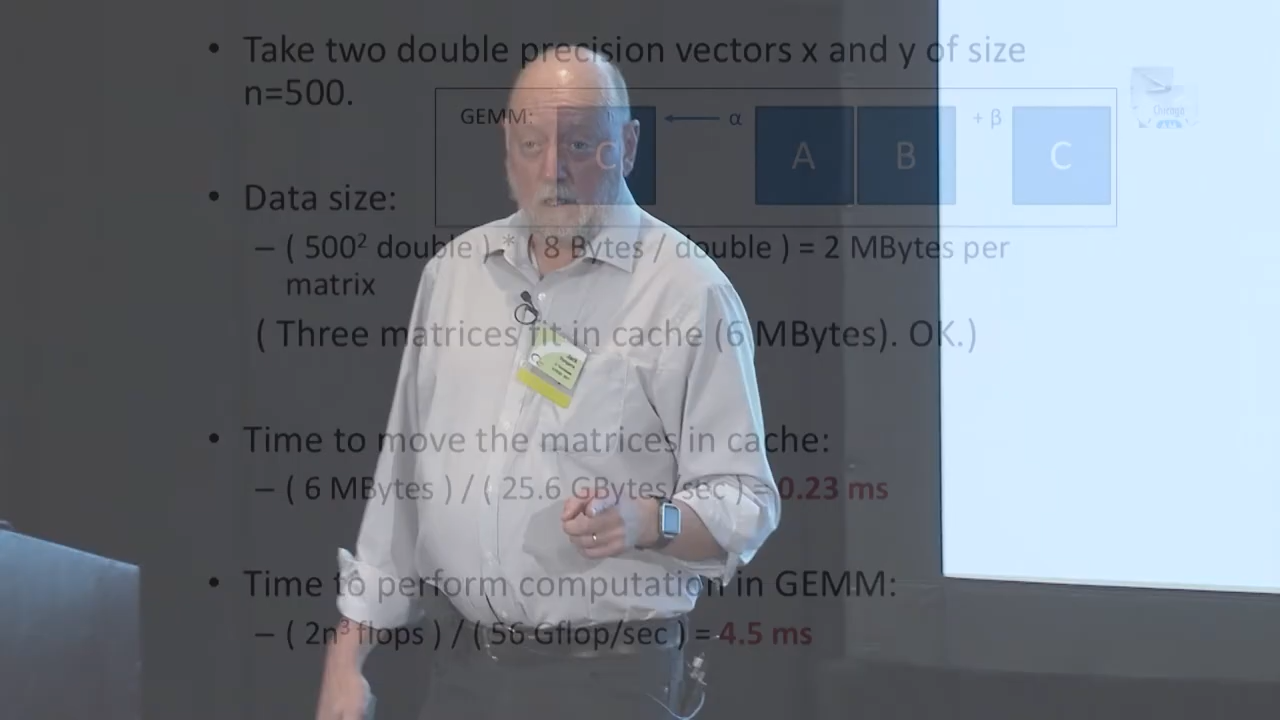 • Take two double precision vectors x and y of size
n=500.
GEMM: C ← α A B + β C
• Data size:
– ( 500² double ) * ( 8 Bytes / double ) = 2 MBytes per
matrix
( Three matrices fit in cache (6 MBytes). OK.)
• Time to move the matrices in cache:
– ( 6 MBytes ) / ( 25.6 GBytes/sec ) = 0.23 ms
• Time to perform computation in GEMM:
– ( 2n³ flops ) / ( 56 Gflop/sec ) = 4.5 ms
Jack